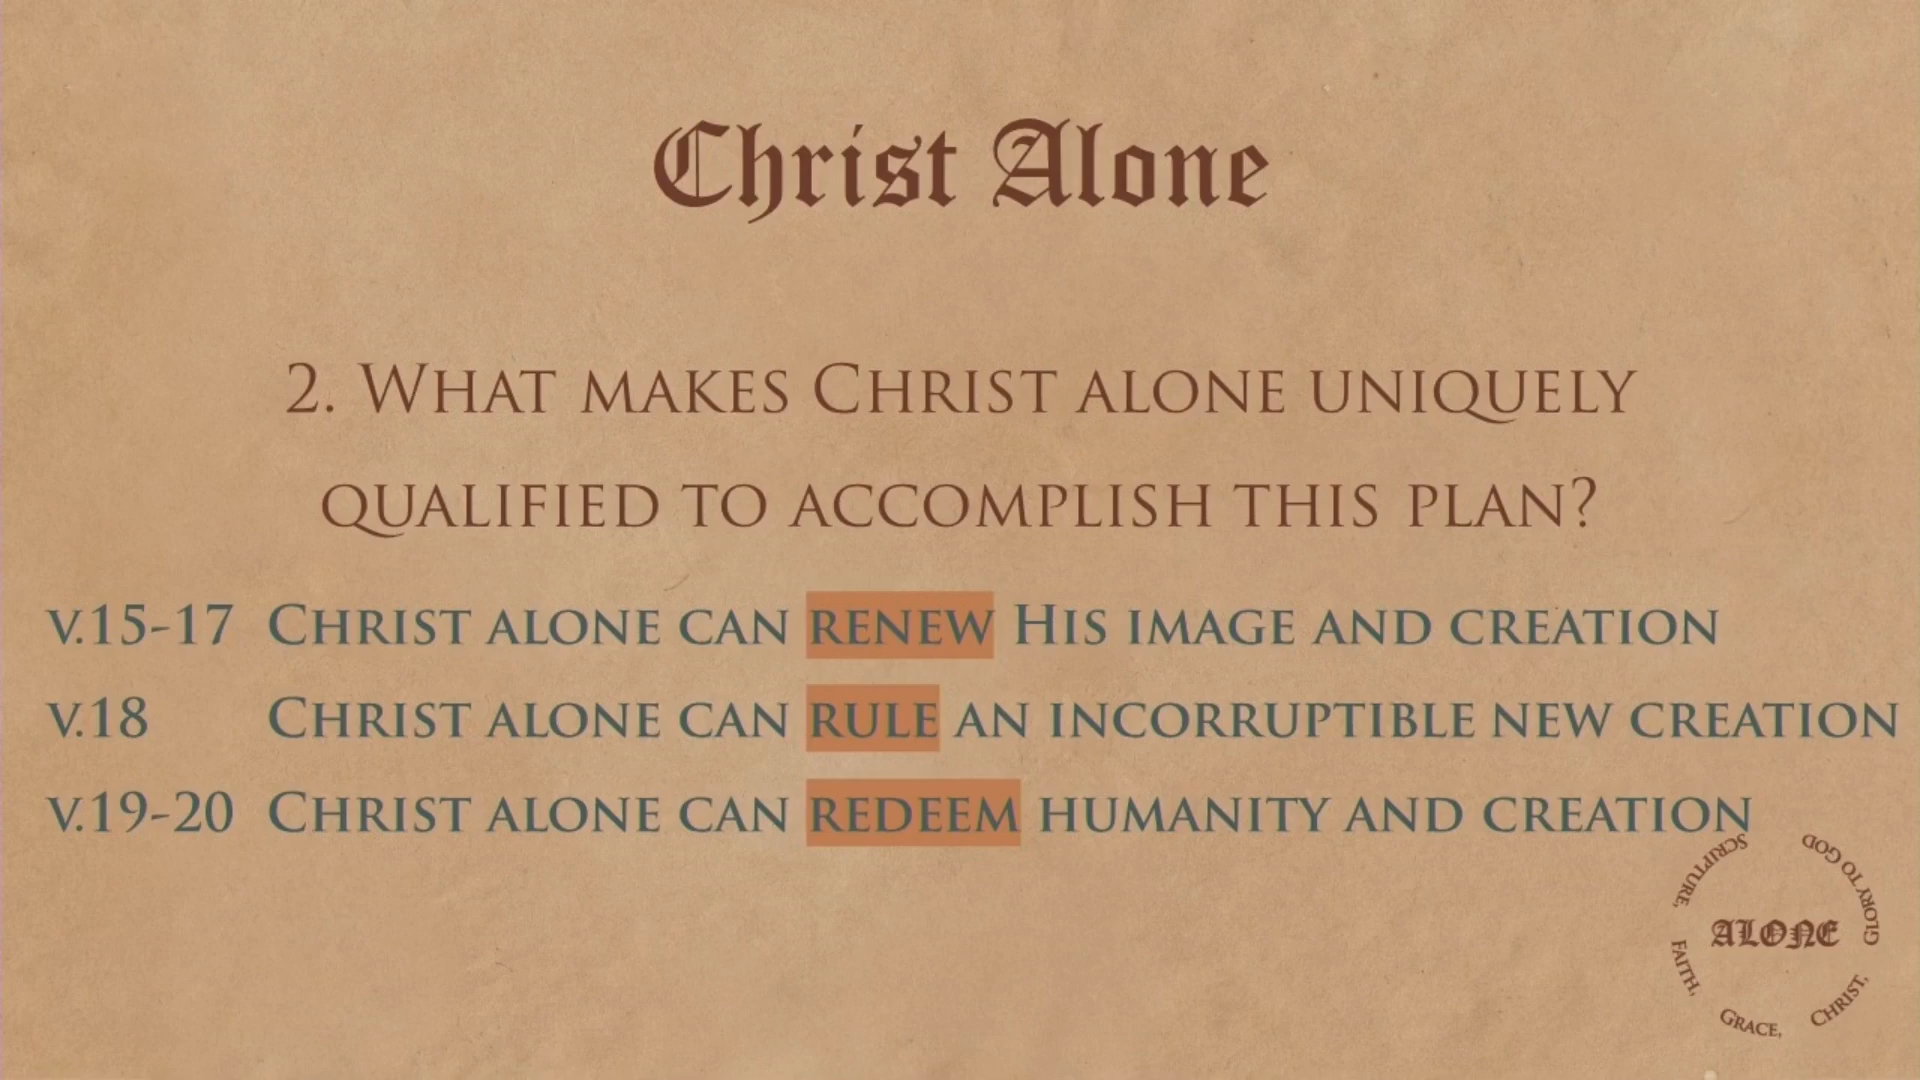 Christ Alone
2. What makes Christ alone uniquely
qualified to accomplish this plan?
v.15-17 Christ alone can renew His image and creation
v.18 Christ alone can rule an incorruptible new creation
v.19-20 Christ alone can redeem humanity and creation
Scripture,
Faith,
Grace,
Christ,
Glory to God
ALONE